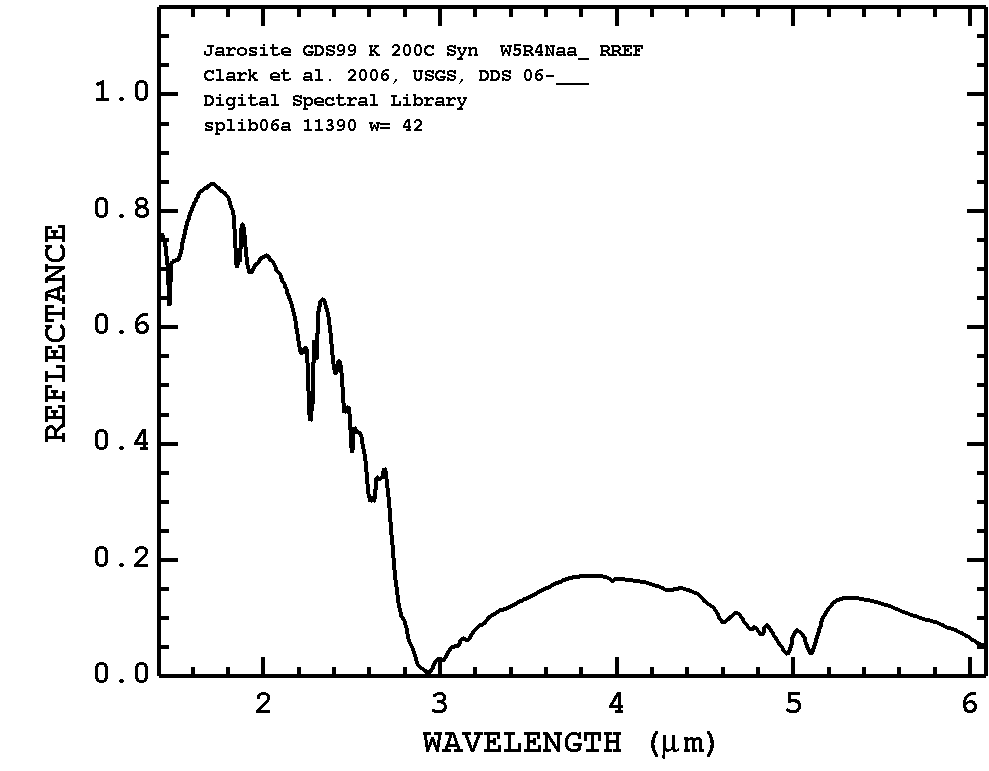 Jarosite GDS99 K 200C Syn W5R4Naa_ RREF
Clark et al. 2006, USGS, DDS 06-___
Digital Spectral Library
splib06a 11390 w= 42
1.0
0.8
0.6
0.4
0.2
0.0
REFLECTANCE
2 3 4 5 6
WAVELENGTH (μm)